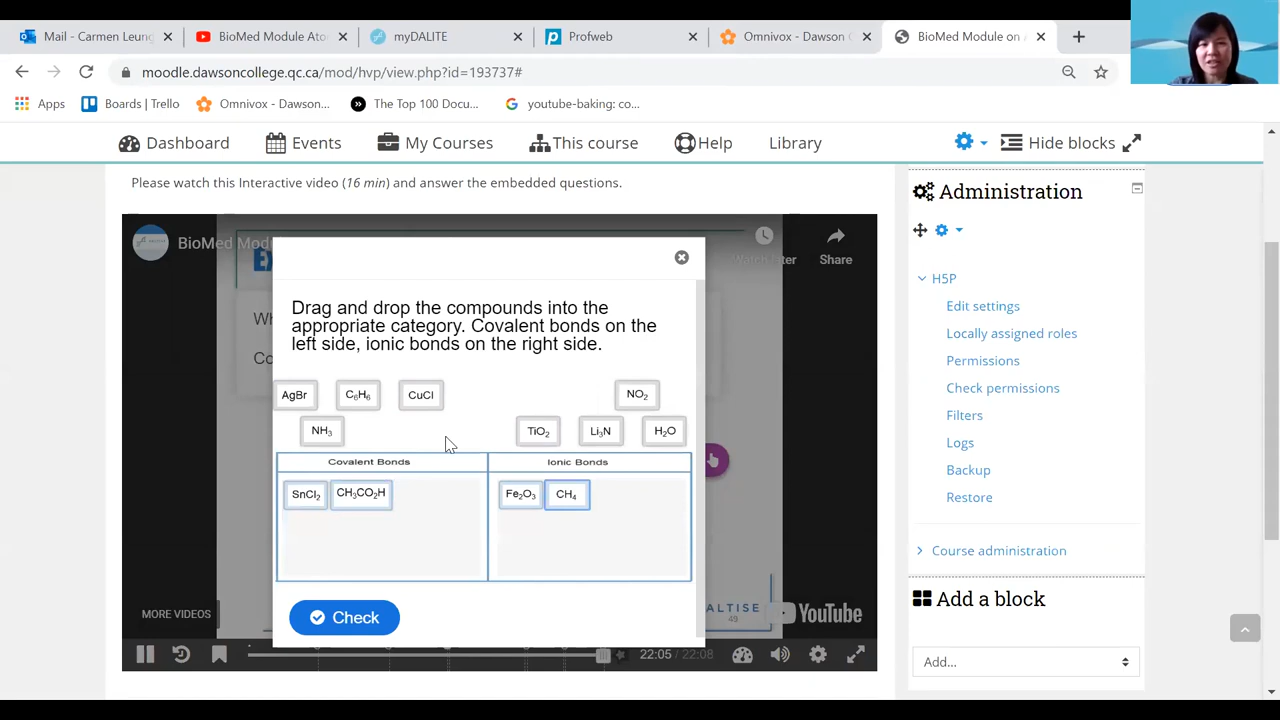 Mail - Carmen Leung
BioMed Module Ato
myDALITE
Profweb
Omnivox - Dawson C
BioMed Module on A
moodle.dawsoncollege.qc.ca/mod/hvp/view.php?id=193737#
Apps
Boards | Trello
Omnivox - Dawson...
The Top 100 Docu...
youtube-baking: co...
Dashboard
Events
My Courses
This course
Help
Library
Hide blocks
Please watch this Interactive video (16 min) and answer the embedded questions.
BioMed Modu
Watch later
Share
Ex
Wh
Co
Drag and drop the compounds into the
appropriate category. Covalent bonds on the
left side, ionic bonds on the right side.
AgBr
C₆H₆
CuCl
NO₂
NH₃
TiO₂
Li₃N
H₂O
Covalent Bonds
Ionic Bonds
SnCl₂
CH₃CO₂H
Fe₂O₃
CH₄
Check
MORE VIDEOS
ALTISE
49
YouTube
22:05 / 22:08
Administration
H5P
Edit settings
Locally assigned roles
Permissions
Check permissions
Filters
Logs
Backup
Restore
Course administration
Add a block
Add...